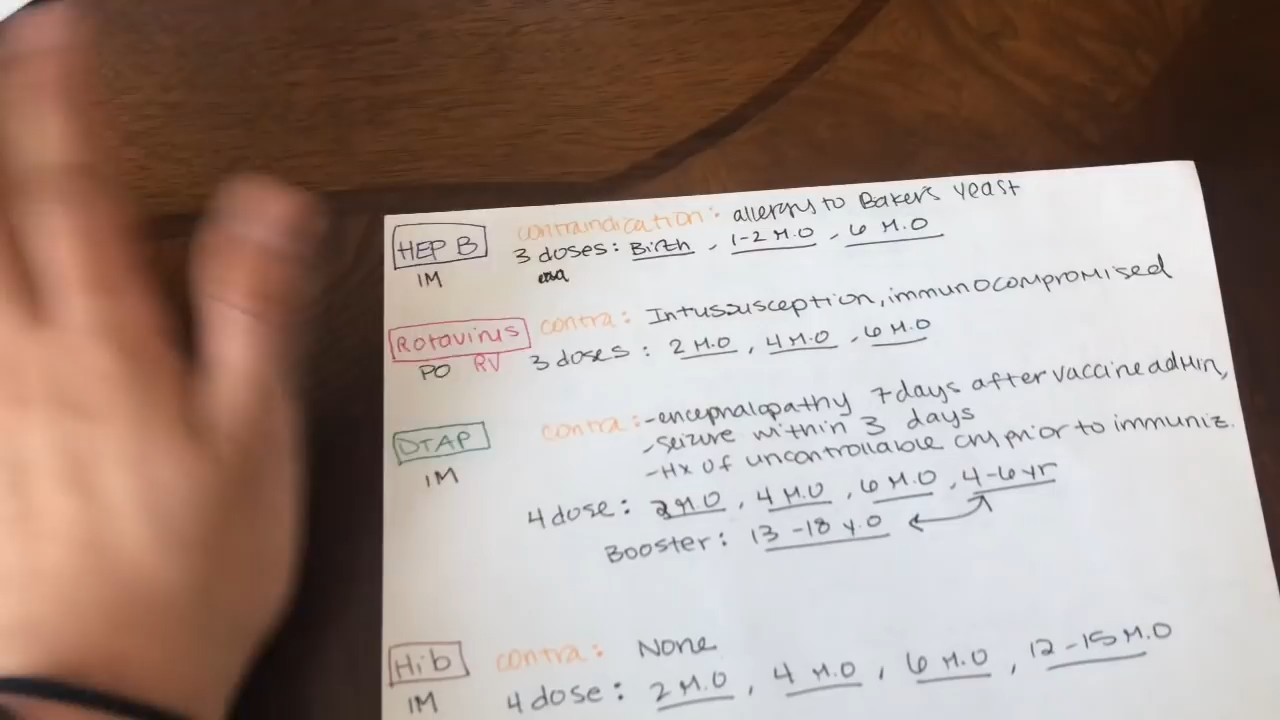 HEP B
IM
contraindication: allergy to Baker's yeast
3 doses: Birth, 1-2 M.O, 6 M.O
Rotavirus
PO RV
contra: Intussusception, immunocompromised
3 doses: 2 M.O, 4 M.O, 6 M.O
DTAP
IM
contra: -encephalopathy 7 days after vaccine admin,
-seizure within 3 days
-Hx of uncontrollable cry prior to immuniz.
4 dose: 2 M.O, 4 M.O, 6 M.O, 4-6 yr
Booster: 13-18 y.o
Hib
IM
contra: None
4 dose: 2 M.O, 4 M.O, 6 M.O, 12-15 M.O